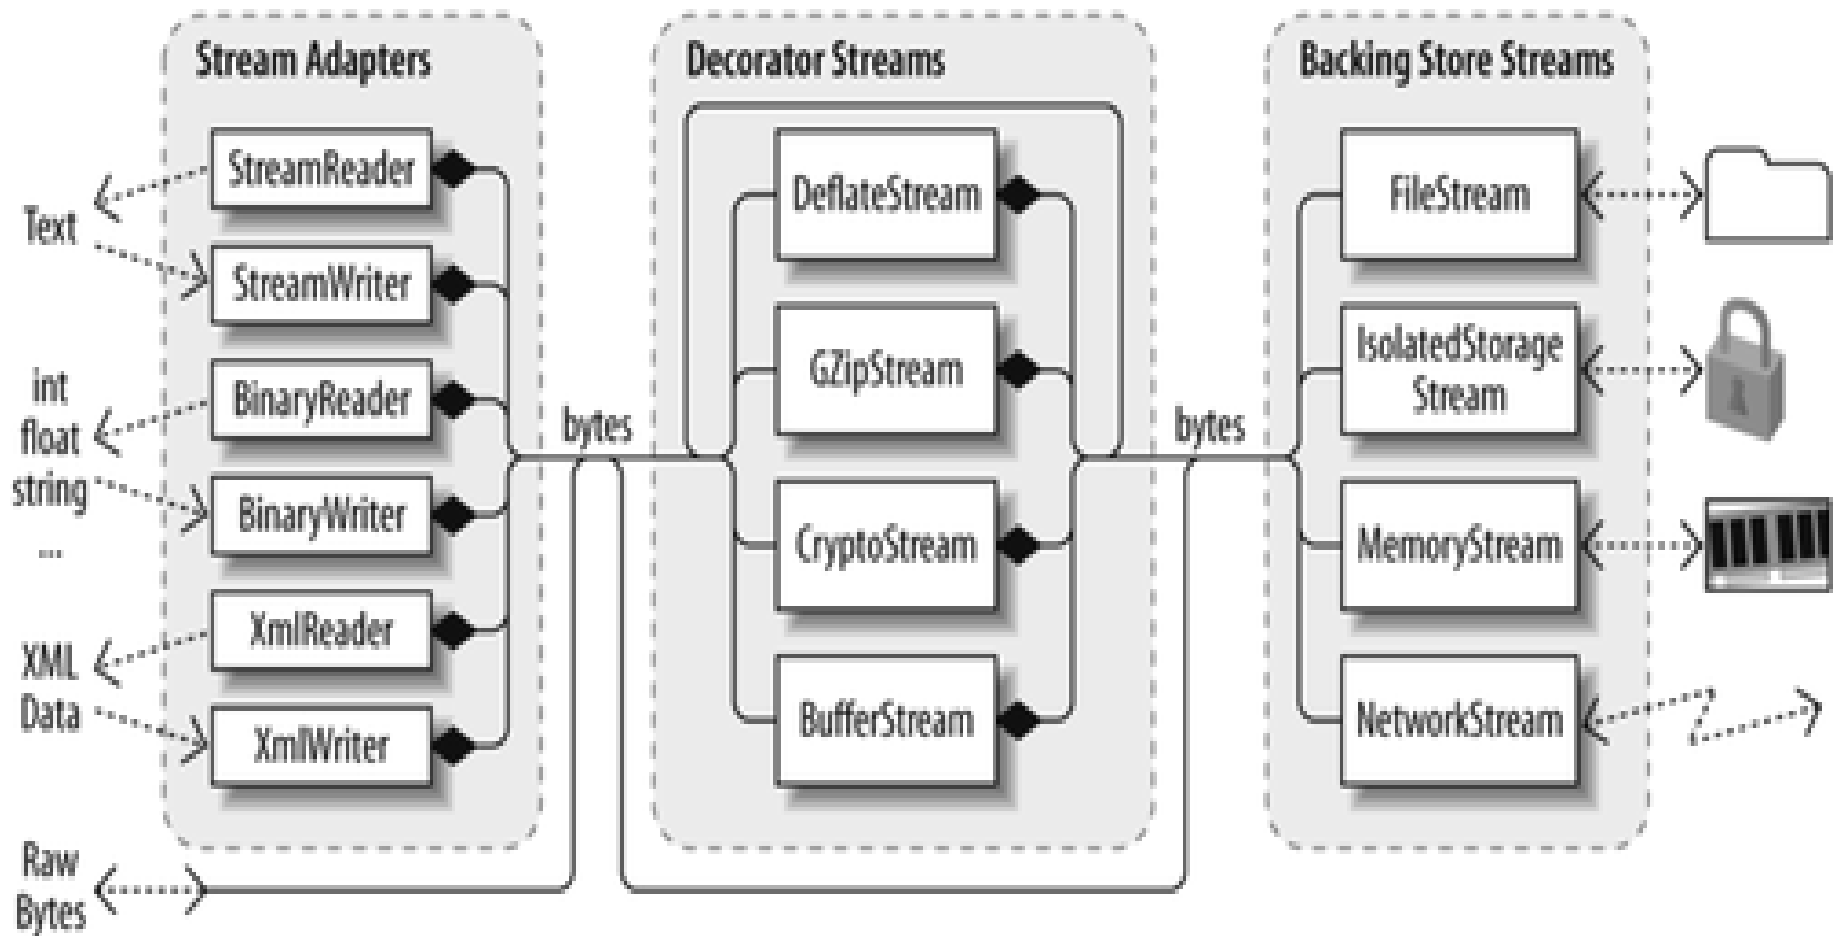 Stream Adapters
StreamReader
StreamWriter
BinaryReader
BinaryWriter
XmlReader
XmlWriter
Text
int
float
string
...
XML
Data
Raw
Bytes
bytes
Decorator Streams
DeflateStream
GZipStream
CryptoStream
BufferStream
bytes
Backing Store Streams
FileStream
IsolatedStorage
Stream
MemoryStream
NetworkStream